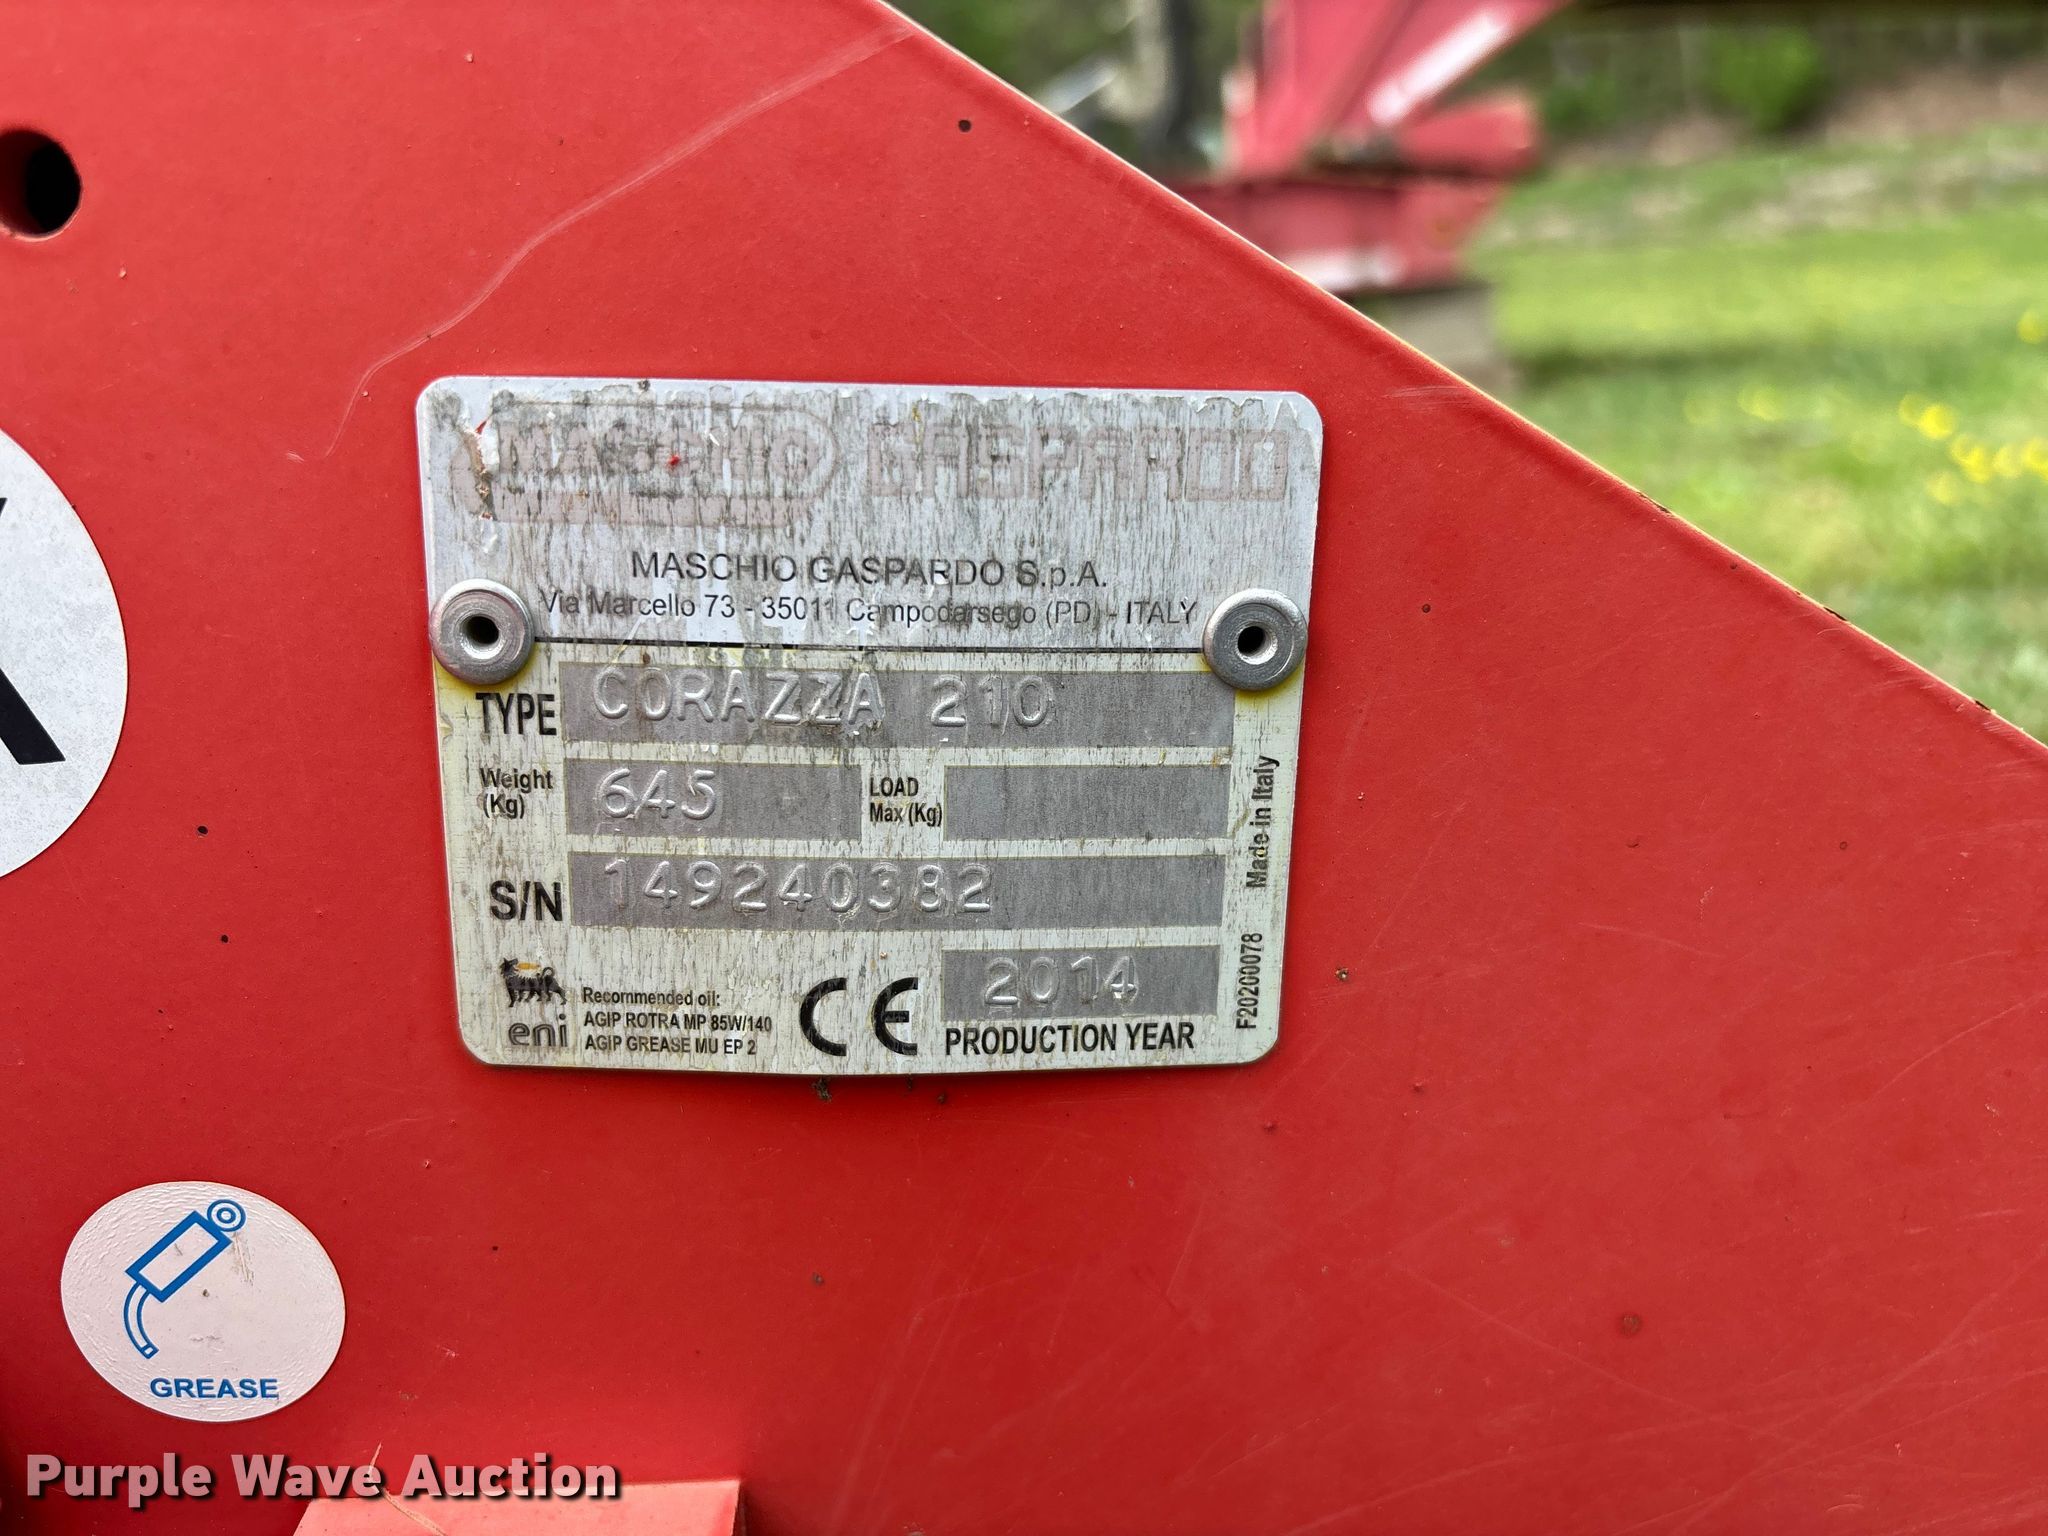 MASCHIO GASPARDO
MASCHIO GASPARDO S.p.A.
Via Marcello 73 - 35011 Campodarsego (PD) - ITALY
TYPE CORAZZA 210
Weight (Kg) 645 LOAD Max (Kg)
S/N 149240382
eni
Recommended oil:
AGIP ROTRA MP 85W/140
AGIP GREASE MU EP 2
CE
2014
PRODUCTION YEAR
F20200078 Made in Italy
GREASE
Purple Wave Auction